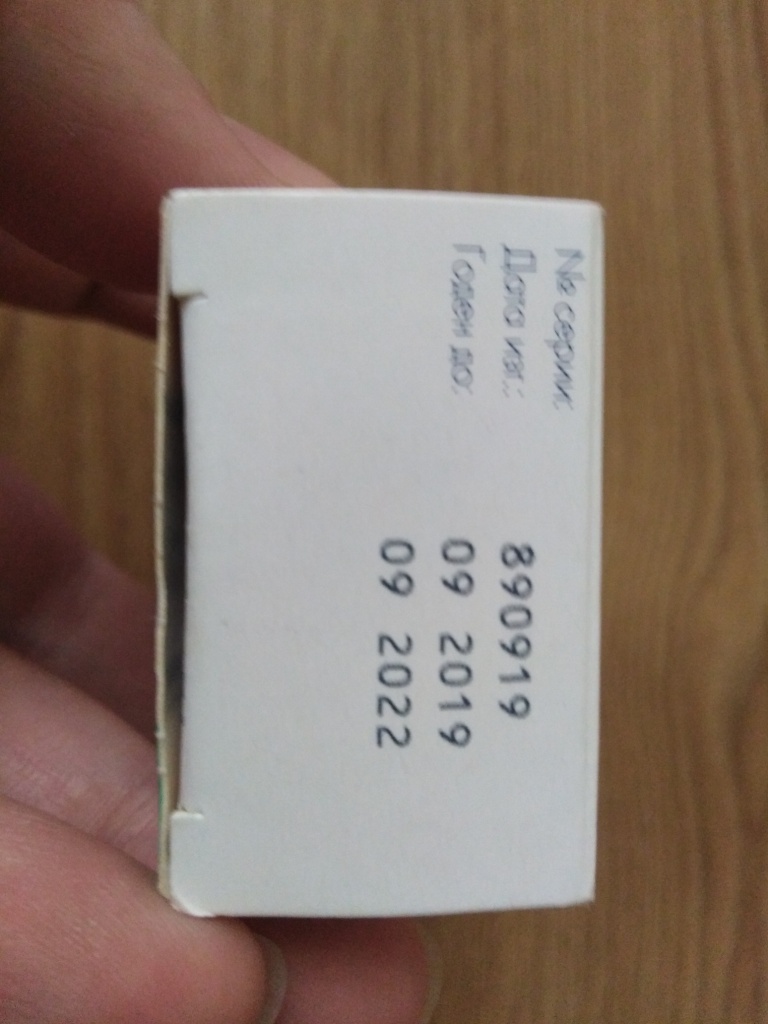 № серии: 890919
Дата изг.: 09 2019
Годен до: 09 2022